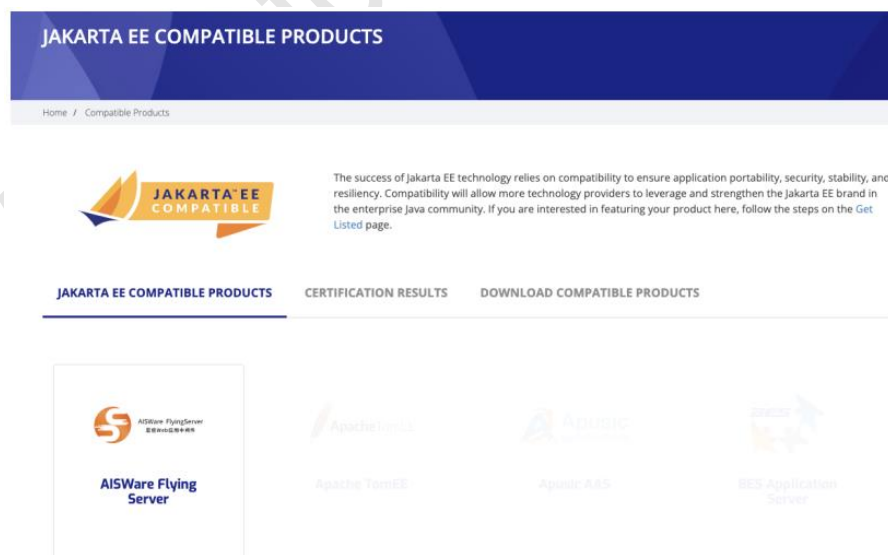 JAKARTA EE COMPATIBLE PRODUCTS
Home / Compatible Products
JAKARTA™ EE
COMPATIBLE
The success of Jakarta EE technology relies on compatibility to ensure application portability, security, stability, and
resiliency. Compatibility will allow more technology providers to leverage and strengthen the Jakarta EE brand in
the enterprise Java community. If you are interested in featuring your product here, follow the steps on the Get
Listed page.
JAKARTA EE COMPATIBLE PRODUCTS
CERTIFICATION RESULTS
DOWNLOAD COMPATIBLE PRODUCTS
AISWare FlyingServer
AISWare Flying
Server
Apache TomEE
Apusic
Apusic AAS
BES
BES Application
Server